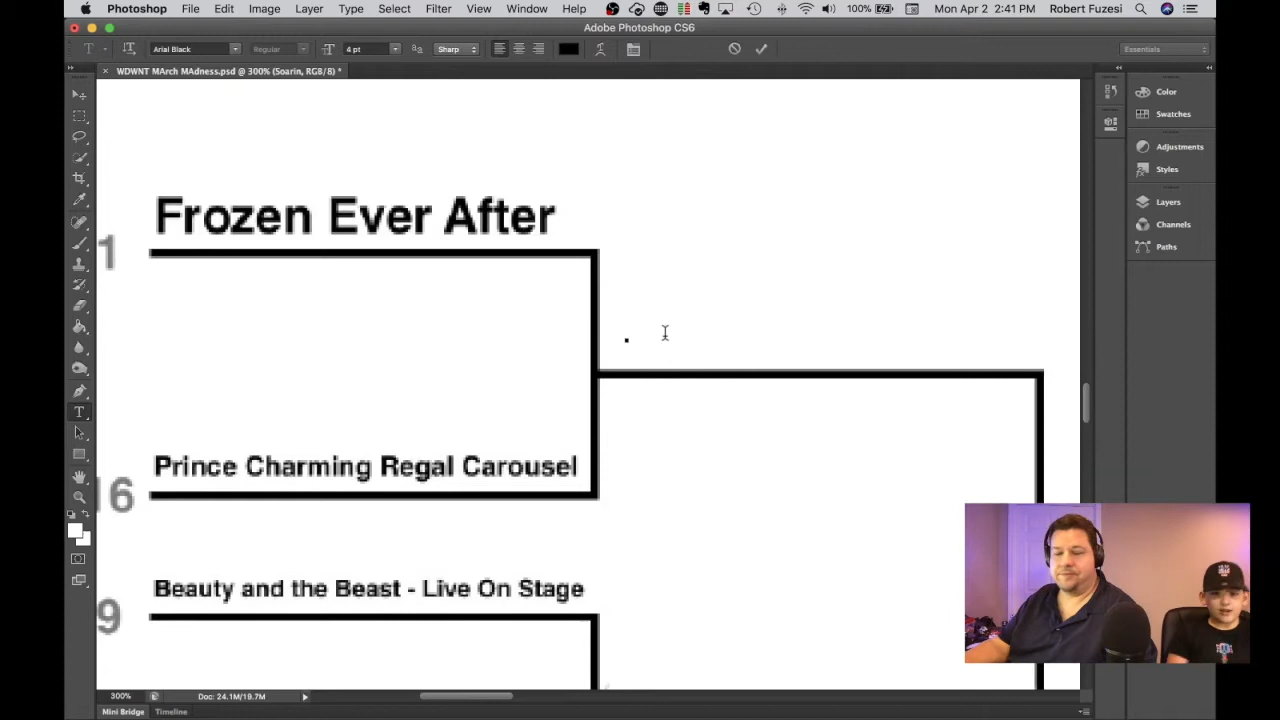 Photoshop File Edit Image Layer Type Select Filter View Window Help 100% Mon Apr 2 2:41 PM Robert Fuzesi
Adobe Photoshop CS6
Arial Black Regular 4 pt Sharp Essentials
WDWNT MArch MAdness.psd @ 300% (Soarin, RGB/8) *
Color
Swatches
Adjustments
Styles
Layers
Channels
Paths
Frozen Ever After
1
.
Prince Charming Regal Carousel
16
Beauty and the Beast - Live On Stage
9
300% Doc: 24.1M/19.7M
Mini Bridge Timeline